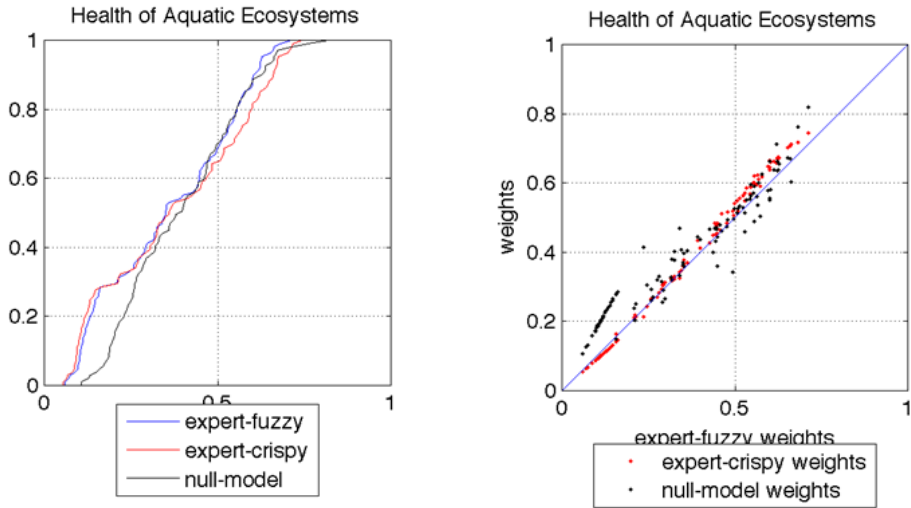 Health of Aquatic Ecosystems
1
0.8
0.6
0.4
0.2
0
0
0.5
1
expert-fuzzy
expert-crispy
null-model
Health of Aquatic Ecosystems
weights
1
0.8
0.6
0.4
0.2
0
0
0.5
1
expert-fuzzy weights
expert-crispy weights
null-model weights